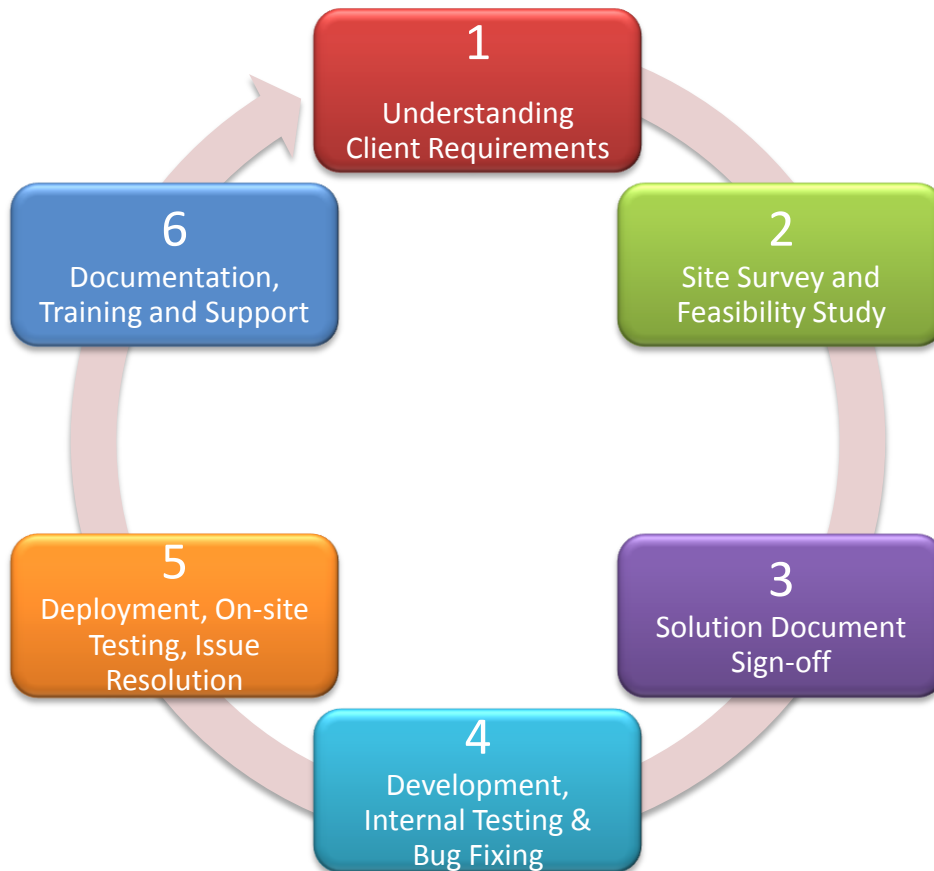 1
Understanding
Client Requirements
2
Site Survey and
Feasibility Study
3
Solution Document
Sign-off
4
Development,
Internal Testing &
Bug Fixing
5
Deployment, On-site
Testing, Issue
Resolution
6
Documentation,
Training and Support